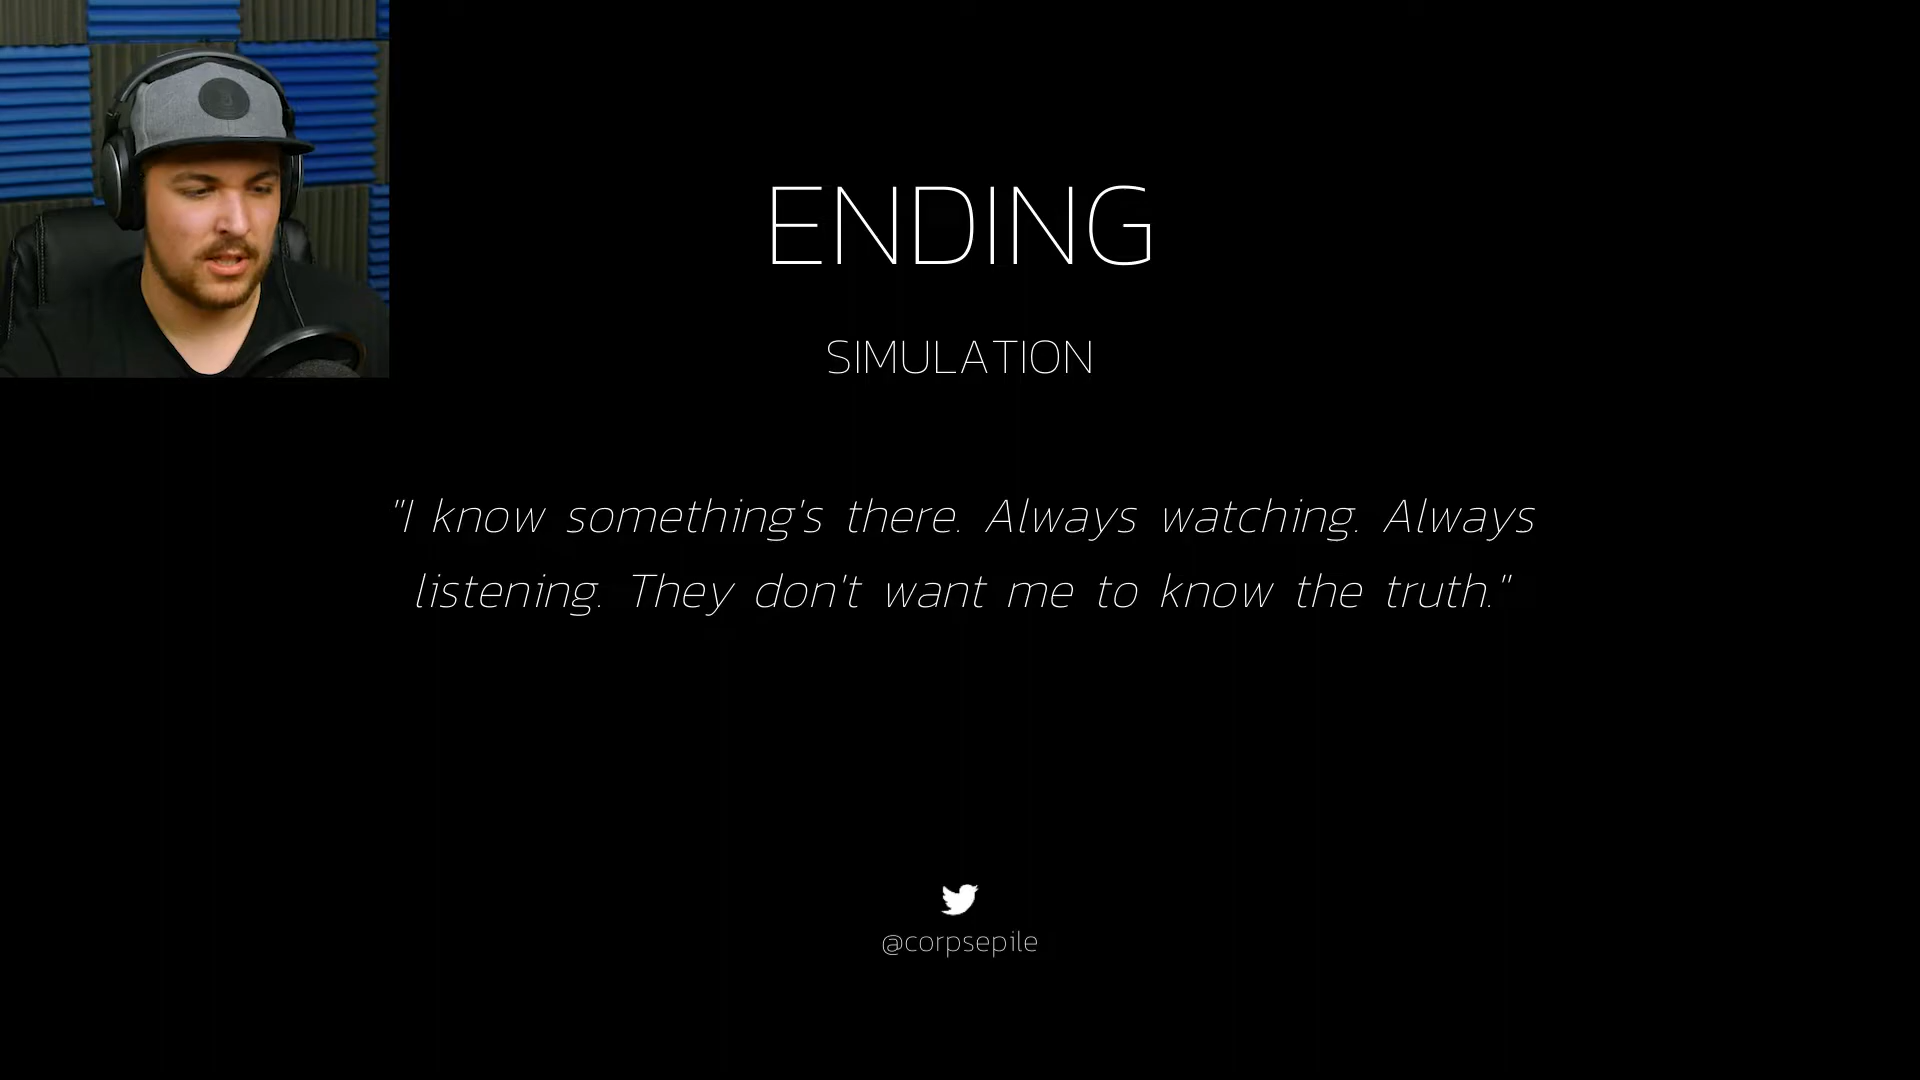 ENDING
SIMULATION
"I know something's there. Always watching. Always
listening. They don't want me to know the truth."
@corpsepile